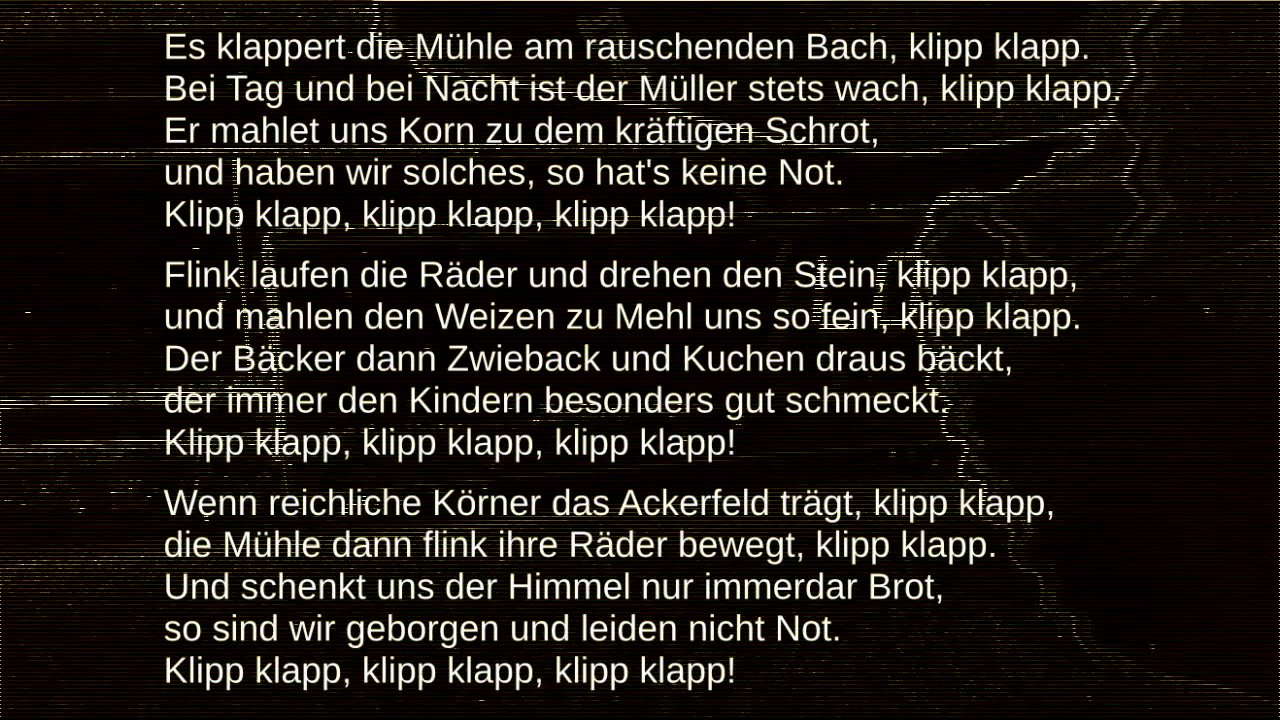 Es klappert die Mühle am rauschenden Bach, klipp klapp.
Bei Tag und bei Nacht ist der Müller stets wach, klipp klapp.
Er mahlet uns Korn zu dem kräftigen Schrot,
und haben wir solches, so hat's keine Not.
Klipp klapp, klipp klapp, klipp klapp!
Flink laufen die Räder und drehen den Stein, klipp klapp,
und mahlen den Weizen zu Mehl uns so fein, klipp klapp.
Der Bäcker dann Zwieback und Kuchen draus bäckt,
der immer den Kindern besonders gut schmeckt.
Klipp klapp, klipp klapp, klipp klapp!
Wenn reichliche Körner das Ackerfeld trägt, klipp klapp,
die Mühle dann flink ihre Räder bewegt, klipp klapp.
Und schenkt uns der Himmel nur immerdar Brot,
so sind wir geborgen und leiden nicht Not.
Klipp klapp, klipp klapp, klipp klapp!